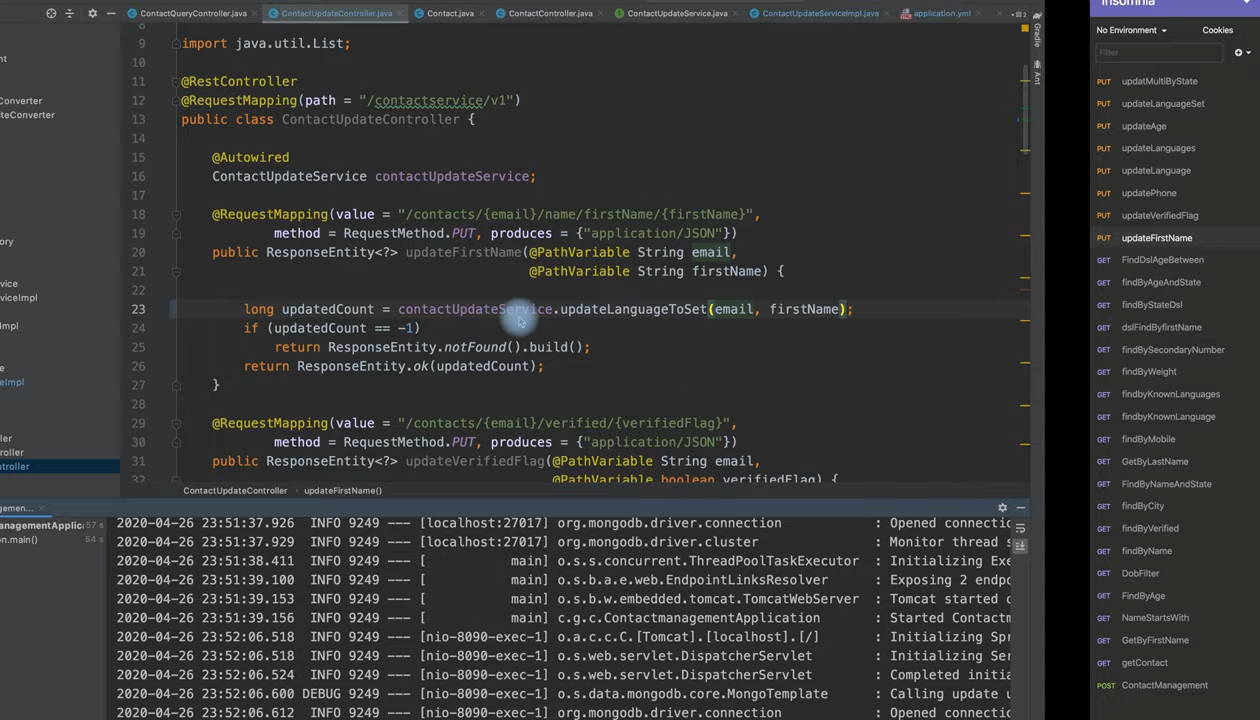 ContactQueryController.java ContactUpdateController.java Contact.java ContactController.java ContactUpdateService.java ContactUpdateServiceImpl.java application.yml
Gradle
Ant
8
9 import java.util.List;
10
11 @RestController
12 @RequestMapping(path = "/contactservice/v1")
13 public class ContactUpdateController {
14
15 @Autowired
16 ContactUpdateService contactUpdateService;
17
18 @RequestMapping(value = "/contacts/{email}/name/firstName/{firstName}",
19 method = RequestMethod.PUT, produces = {"application/JSON"})
20 public ResponseEntity<?> updateFirstName(@PathVariable String email,
21 @PathVariable String firstName) {
22
23 long updatedCount = contactUpdateService.updateLanguageToSet(email, firstName);
24 if (updatedCount == -1)
25 return ResponseEntity.notFound().build();
26 return ResponseEntity.ok(updatedCount);
27 }
28
29 @RequestMapping(value = "/contacts/{email}/verified/{verifiedFlag}",
30 method = RequestMethod.PUT, produces = {"application/JSON"})
31 public ResponseEntity<?> updateVerifiedFlag(@PathVariable String email,
32 @PathVariable boolean verifiedFlag) {
ContactUpdateController updateFirstName()
57 s
54 s
2020-04-26 23:51:37.926 INFO 9249 --- [localhost:27017] org.mongodb.driver.connection : Opened connectio
2020-04-26 23:51:37.929 INFO 9249 --- [localhost:27017] org.mongodb.driver.cluster : Monitor thread s
2020-04-26 23:51:38.411 INFO 9249 --- [ main] o.s.s.concurrent.ThreadPoolTaskExecutor : Initializing Exe
2020-04-26 23:51:39.100 INFO 9249 --- [ main] o.s.b.a.e.web.EndpointLinksResolver : Exposing 2 endpo
2020-04-26 23:51:39.153 INFO 9249 --- [ main] o.s.b.w.embedded.tomcat.TomcatWebServer : Tomcat started o
2020-04-26 23:51:39.156 INFO 9249 --- [ main] c.g.c.ContactmanagementApplication : Started Contactm
2020-04-26 23:52:06.518 INFO 9249 --- [nio-8090-exec-1] o.a.c.c.C.[Tomcat].[localhost].[/] : Initializing Spr
2020-04-26 23:52:06.518 INFO 9249 --- [nio-8090-exec-1] o.s.web.servlet.DispatcherServlet : Initializing Serv
2020-04-26 23:52:06.524 INFO 9249 --- [nio-8090-exec-1] o.s.web.servlet.DispatcherServlet : Completed initia
2020-04-26 23:52:06.600 DEBUG 9249 --- [nio-8090-exec-1] o.s.data.mongodb.core.MongoTemplate : Calling update u
2020-04-26 23:52:06.612 INFO 9249 --- [nio-8090-exec-1] org.mongodb.driver.connection : Opened connectio
Insomnia
No Environment Cookies
Filter
PUT updatMultiByState
PUT updateLanguageSet
PUT updateAge
PUT updateLanguages
PUT updateLanguage
PUT updatePhone
PUT updateVerifiedFlag
PUT updateFirstName
GET FindDslAgeBetween
GET findByAgeAndState
GET findByStateDsl
GET dslFindByfirstName
GET findBySecondaryNumber
GET findByWeight
GET findByKnownLanguages
GET findByKnownLanguage
GET findByMobile
GET GetByLastName
GET FindByNameAndState
GET findByCity
GET findByVerified
GET findByName
GET DobFilter
GET FindByAge
GET NameStartsWith
GET GetByFirstName
GET getContact
POST ContactManagement